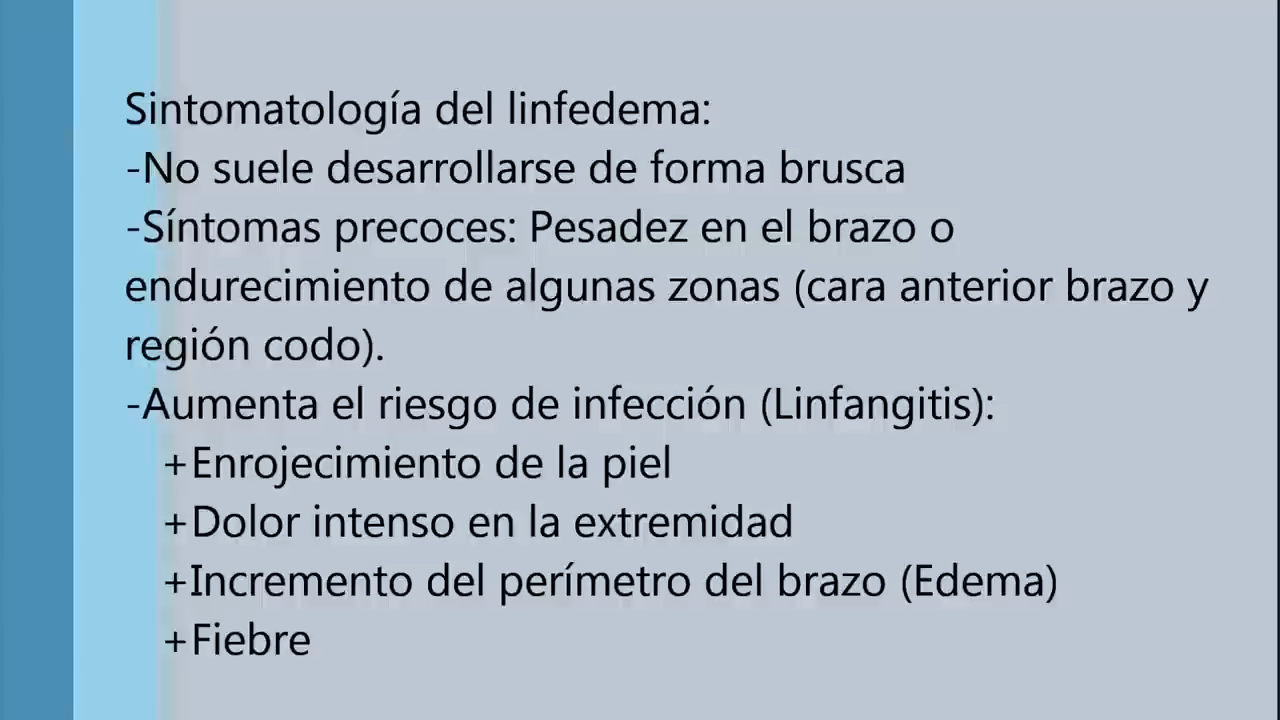 Sintomatología del linfedema:
-No suele desarrollarse de forma brusca
-Síntomas precoces: Pesadez en el brazo o
endurecimiento de algunas zonas (cara anterior brazo y
región codo).
-Aumenta el riesgo de infección (Linfangitis):
+Enrojecimiento de la piel
+Dolor intenso en la extremidad
+Incremento del perímetro del brazo (Edema)
+Fiebre